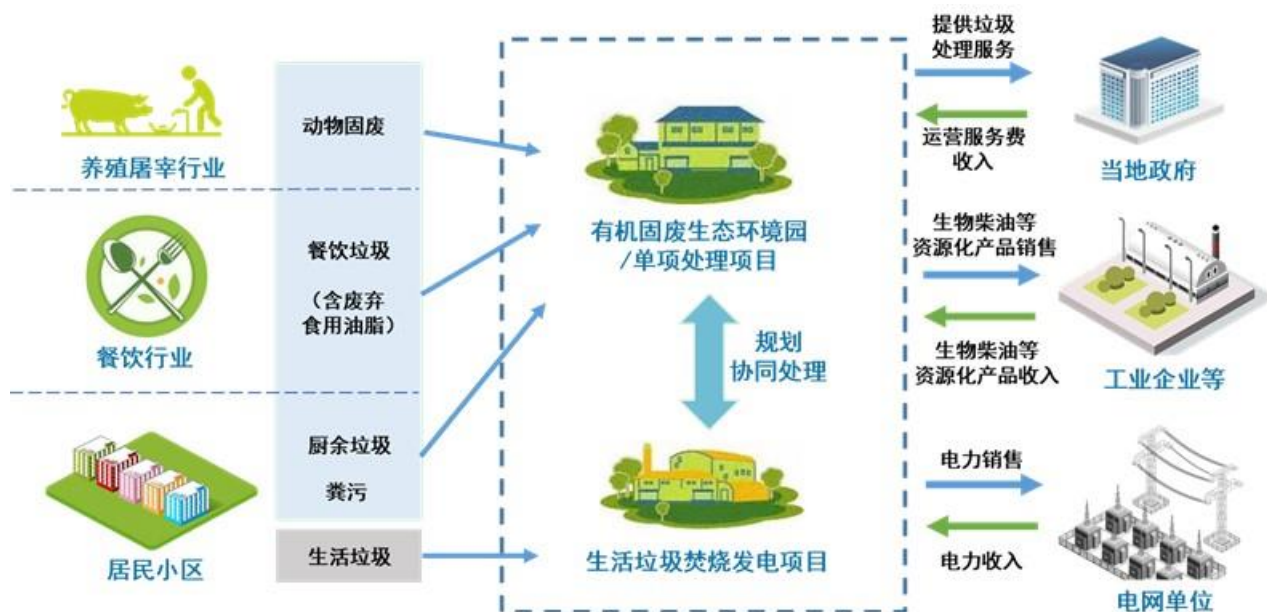 养殖屠宰行业
餐饮行业
居民小区
动物固废
餐饮垃圾
（含废弃
食用油脂）
厨余垃圾
粪污
生活垃圾
有机固废生态环境园
/单项处理项目
规划
协同处理
生活垃圾焚烧发电项目
提供垃圾
处理服务
运营服务费
收入
当地政府
生物柴油等
资源化产品销售
生物柴油等
资源化产品收入
工业企业等
电力销售
电力收入
电网单位